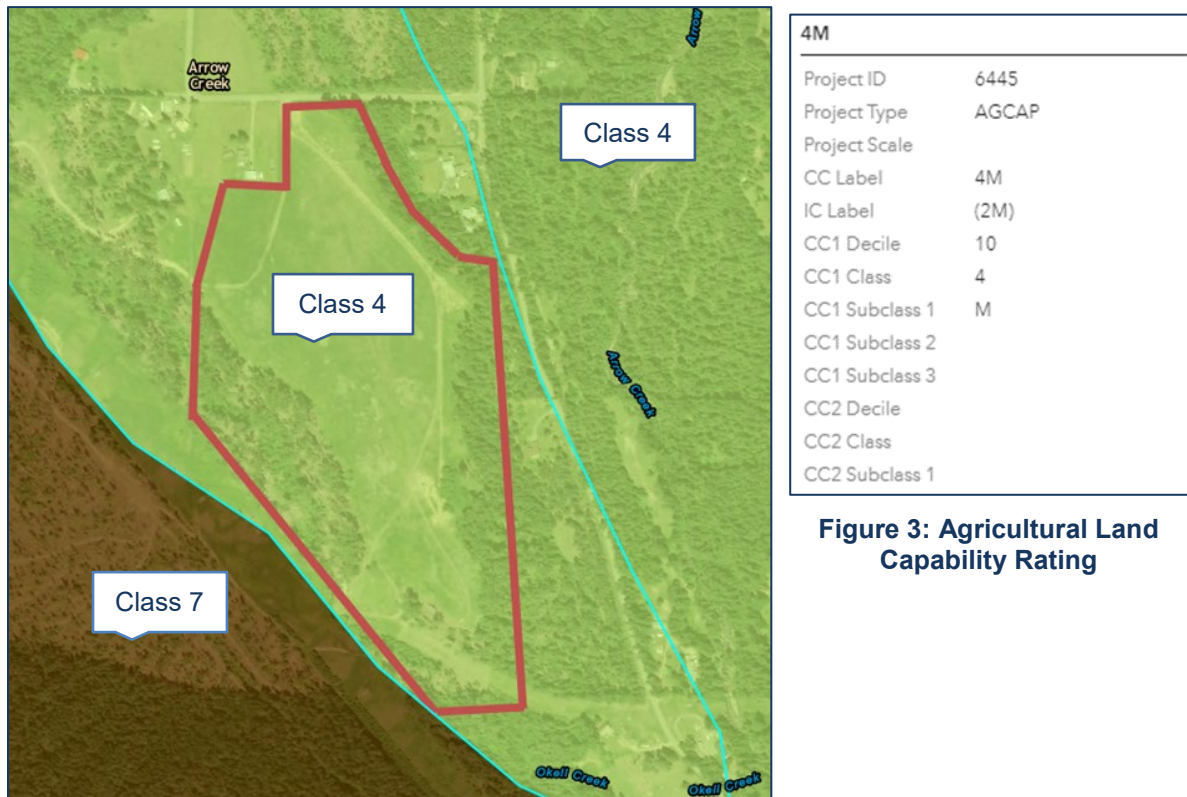 Arrow
Creek
Arrow
Class 4
Class 4
Arrow Creek
Class 7
Okell Creek
Okell Creek
4M
Project ID 6445
Project Type AGCAP
Project Scale
CC Label 4M
IC Label (2M)
CC1 Decile 10
CC1 Class 4
CC1 Subclass 1 M
CC1 Subclass 2
CC1 Subclass 3
CC2 Decile
CC2 Class
CC2 Subclass 1
Figure 3: Agricultural Land
Capability Rating